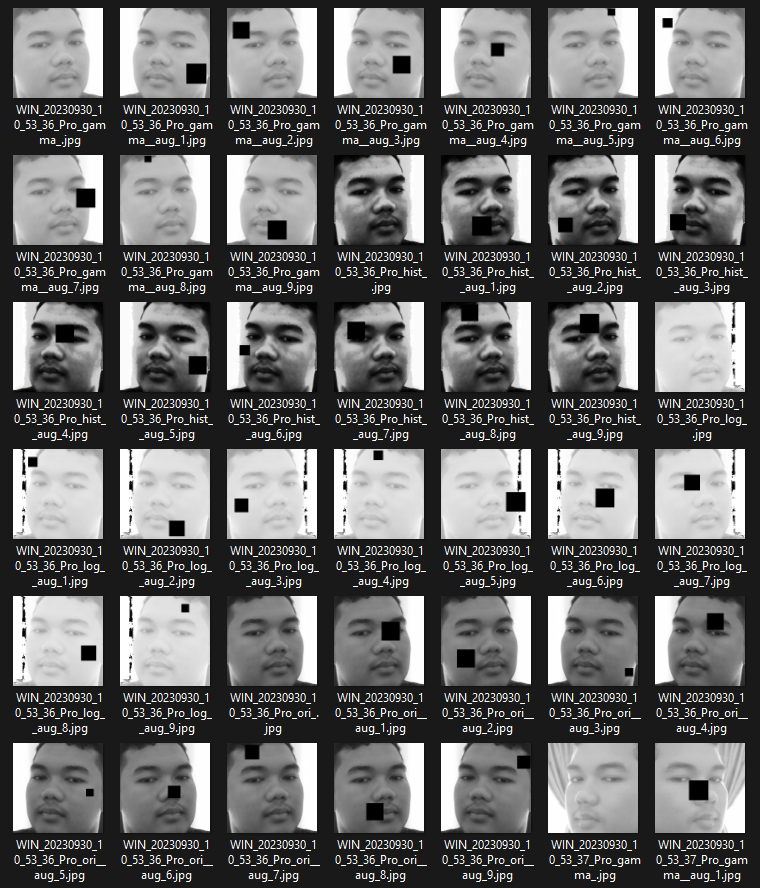 WIN_20230930_1
0_53_36_Pro_gam
ma_.jpg
WIN_20230930_1
0_53_36_Pro_gam
ma__aug_1.jpg
WIN_20230930_1
0_53_36_Pro_gam
ma__aug_2.jpg
WIN_20230930_1
0_53_36_Pro_gam
ma__aug_3.jpg
WIN_20230930_1
0_53_36_Pro_gam
ma__aug_4.jpg
WIN_20230930_1
0_53_36_Pro_gam
ma__aug_5.jpg
WIN_20230930_1
0_53_36_Pro_gam
ma__aug_6.jpg
WIN_20230930_1
0_53_36_Pro_gam
ma__aug_7.jpg
WIN_20230930_1
0_53_36_Pro_gam
ma__aug_8.jpg
WIN_20230930_1
0_53_36_Pro_gam
ma__aug_9.jpg
WIN_20230930_1
0_53_36_Pro_hist_
.jpg
WIN_20230930_1
0_53_36_Pro_hist_
_aug_1.jpg
WIN_20230930_1
0_53_36_Pro_hist_
_aug_2.jpg
WIN_20230930_1
0_53_36_Pro_hist_
_aug_3.jpg
WIN_20230930_1
0_53_36_Pro_hist_
_aug_4.jpg
WIN_20230930_1
0_53_36_Pro_hist_
_aug_5.jpg
WIN_20230930_1
0_53_36_Pro_hist_
_aug_6.jpg
WIN_20230930_1
0_53_36_Pro_hist_
_aug_7.jpg
WIN_20230930_1
0_53_36_Pro_hist_
_aug_8.jpg
WIN_20230930_1
0_53_36_Pro_hist_
_aug_9.jpg
WIN_20230930_1
0_53_36_Pro_log_
.jpg
WIN_20230930_1
0_53_36_Pro_log_
_aug_1.jpg
WIN_20230930_1
0_53_36_Pro_log_
_aug_2.jpg
WIN_20230930_1
0_53_36_Pro_log_
_aug_3.jpg
WIN_20230930_1
0_53_36_Pro_log_
_aug_4.jpg
WIN_20230930_1
0_53_36_Pro_log_
_aug_5.jpg
WIN_20230930_1
0_53_36_Pro_log_
_aug_6.jpg
WIN_20230930_1
0_53_36_Pro_log_
_aug_7.jpg
WIN_20230930_1
0_53_36_Pro_log_
_aug_8.jpg
WIN_20230930_1
0_53_36_Pro_log_
_aug_9.jpg
WIN_20230930_1
0_53_36_Pro_ori_.
jpg
WIN_20230930_1
0_53_36_Pro_ori__
aug_1.jpg
WIN_20230930_1
0_53_36_Pro_ori__
aug_2.jpg
WIN_20230930_1
0_53_36_Pro_ori__
aug_3.jpg
WIN_20230930_1
0_53_36_Pro_ori__
aug_4.jpg
WIN_20230930_1
0_53_36_Pro_ori__
aug_5.jpg
WIN_20230930_1
0_53_36_Pro_ori__
aug_6.jpg
WIN_20230930_1
0_53_36_Pro_ori__
aug_7.jpg
WIN_20230930_1
0_53_36_Pro_ori__
aug_8.jpg
WIN_20230930_1
0_53_36_Pro_ori__
aug_9.jpg
WIN_20230930_1
0_53_37_Pro_gam
ma_.jpg
WIN_20230930_1
0_53_37_Pro_gam
ma__aug_1.jpg